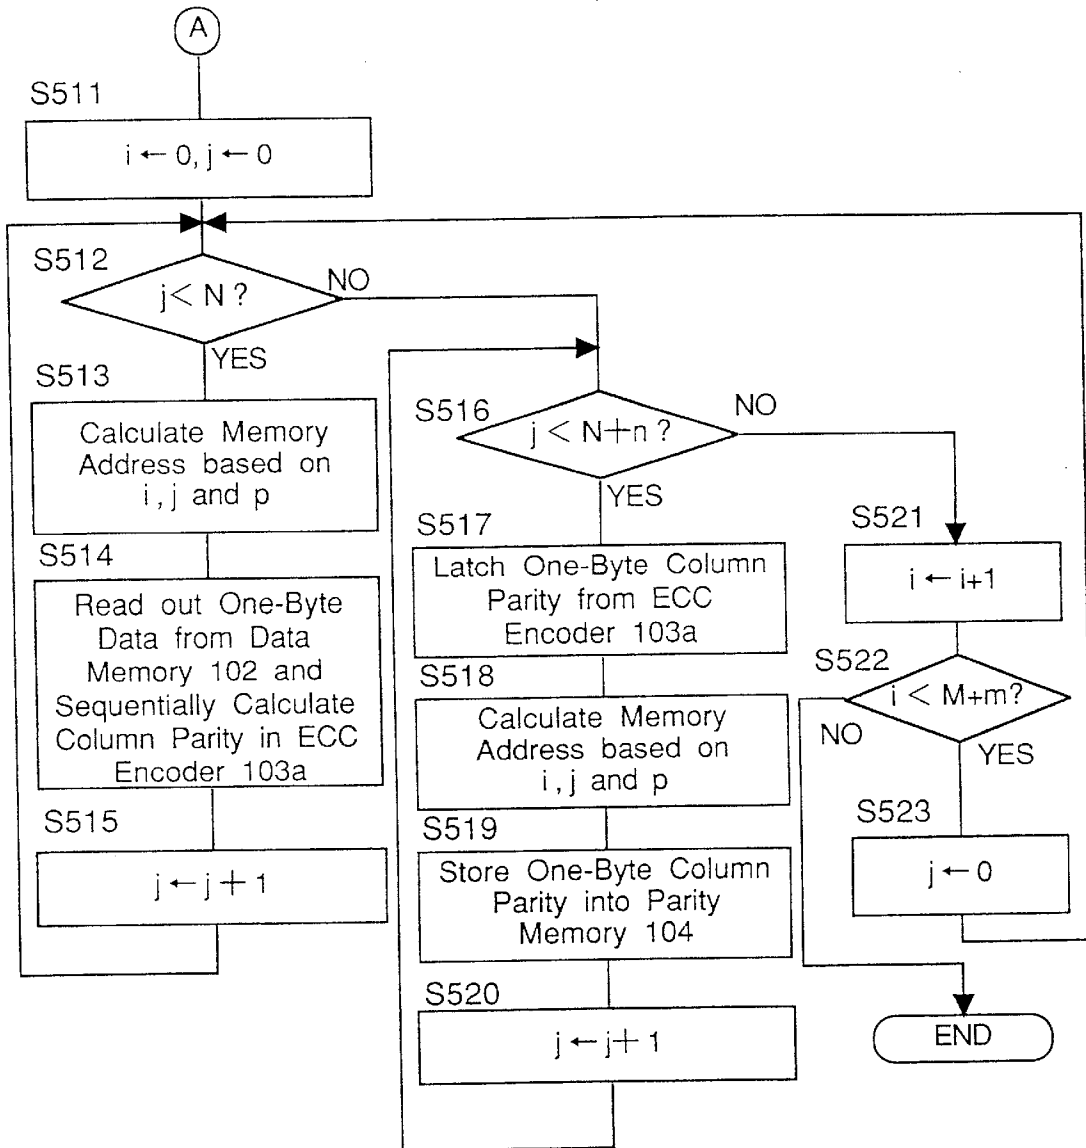 A
S511
i ← 0, j ← 0
S512
j < N ?
NO
YES
S513
Calculate Memory
Address based on
i, j and p
S514
Read out One-Byte
Data from Data
Memory 102 and
Sequentially Calculate
Column Parity in ECC
Encoder 103a
S515
j ← j + 1
S516
j < N+n ?
NO
YES
S517
Latch One-Byte Column
Parity from ECC
Encoder 103a
S518
Calculate Memory
Address based on
i, j and p
S519
Store One-Byte Column
Parity into Parity
Memory 104
S520
j ← j + 1
S521
i ← i+1
S522
i < M+m?
NO
YES
S523
j ← 0
END